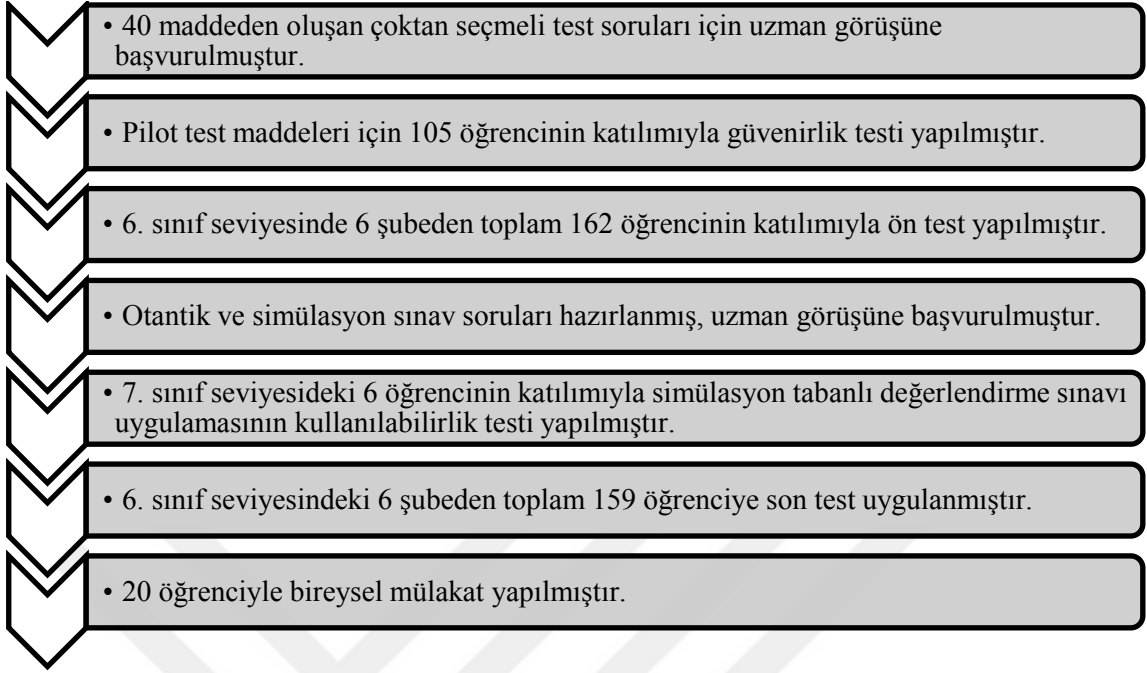 • 40 maddeden oluşan çoktan seçmeli test soruları için uzman görüşüne
başvurulmuştur.
• Pilot test maddeleri için 105 öğrencinin katılımıyla güvenirlik testi yapılmıştır.
• 6. sınıf seviyesinde 6 şubeden toplam 162 öğrencinin katılımıyla ön test yapılmıştır.
• Otantik ve simülasyon sınav soruları hazırlanmış, uzman görüşüne başvurulmuştur.
• 7. sınıf seviyesideki 6 öğrencinin katılımıyla simülasyon tabanlı değerlendirme sınavı
uygulamasının kullanılabilirlik testi yapılmıştır.
• 6. sınıf seviyesindeki 6 şubeden toplam 159 öğrenciye son test uygulanmıştır.
• 20 öğrenciyle bireysel mülakat yapılmıştır.